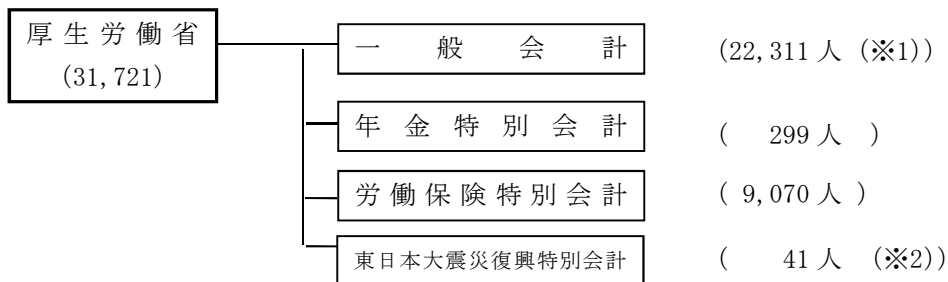 厚生労働省
(31,721)
一般会計 (22,311人 (※1))
年金特別会計 ( 299人 )
労働保険特別会計 ( 9,070人 )
東日本大震災復興特別会計 ( 41人 (※2))